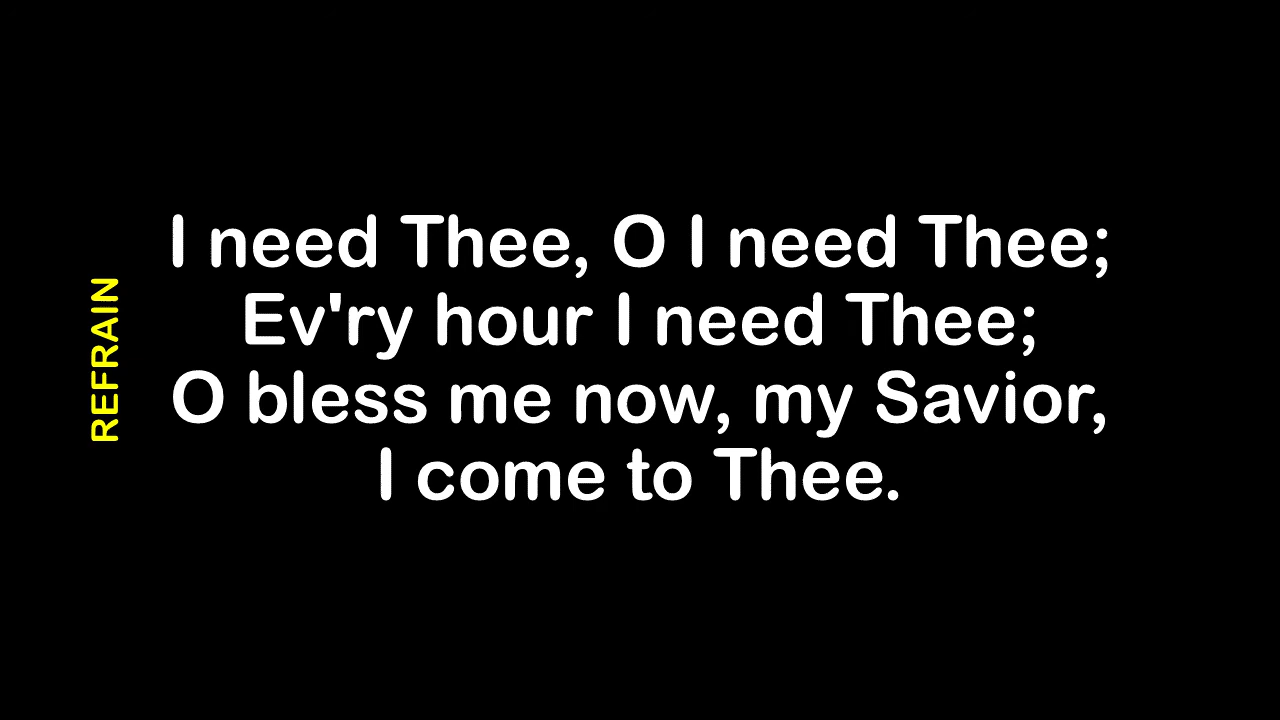 REFRAIN
I need Thee, O I need Thee;
Ev'ry hour I need Thee;
O bless me now, my Savior,
I come to Thee.